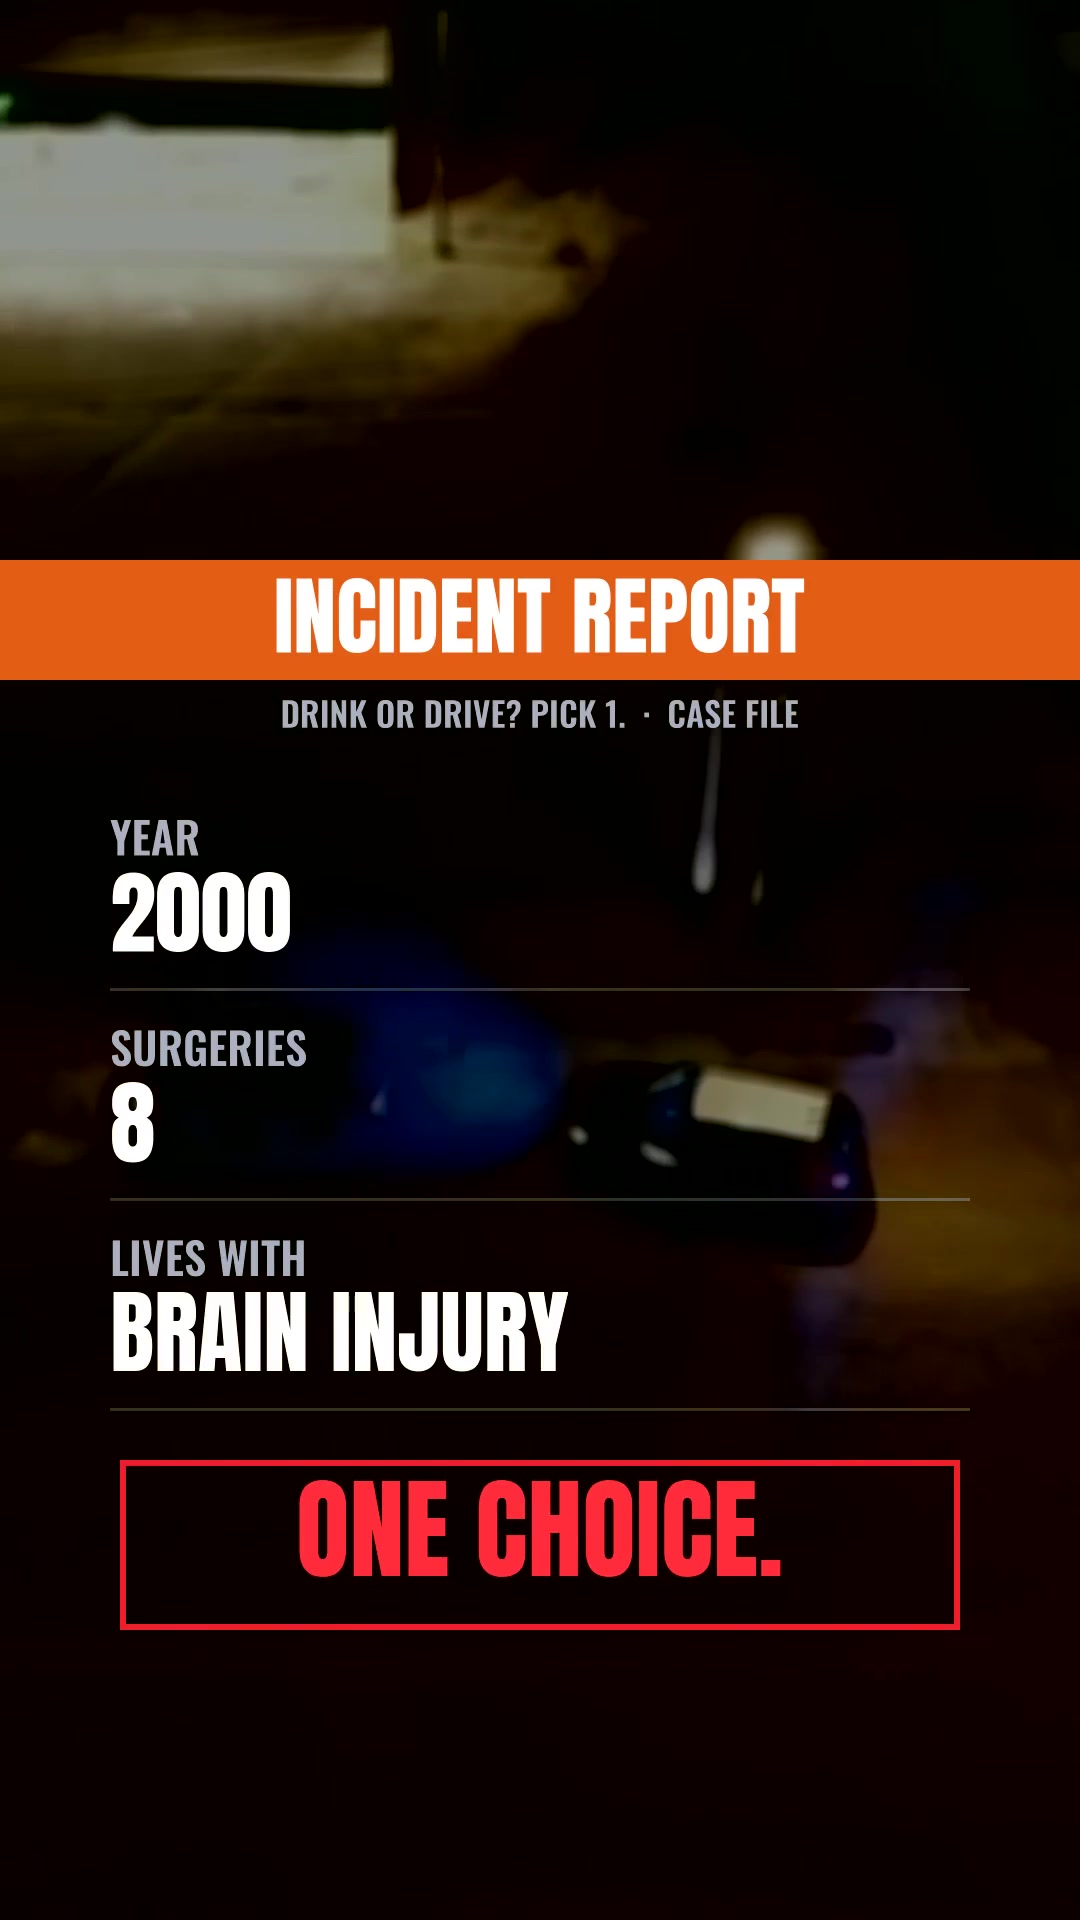 INCIDENT REPORT
DRINK OR DRIVE? PICK 1. · CASE FILE
YEAR
2000
SURGERIES
8
LIVES WITH
BRAIN INJURY
ONE CHOICE.